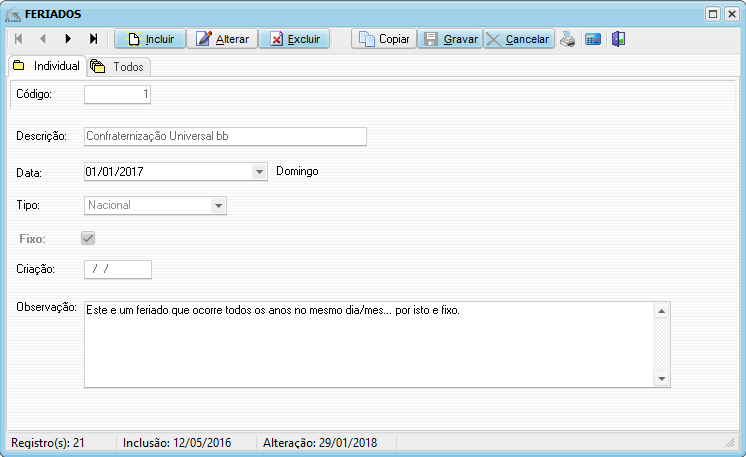 FERIADOS
Incluir Alterar Excluir Copiar Gravar Cancelar
Individual Todos
Código: 1
Descrição: Confraternização Universal bb
Data: 01/01/2017 Domingo
Tipo: Nacional
Fixo:
Criação: / /
Observação: Este e um feriado que ocorre todos os anos no mesmo dia/mes... por isto e fixo.
Registro(s): 21 Inclusão: 12/05/2016 Alteração: 29/01/2018